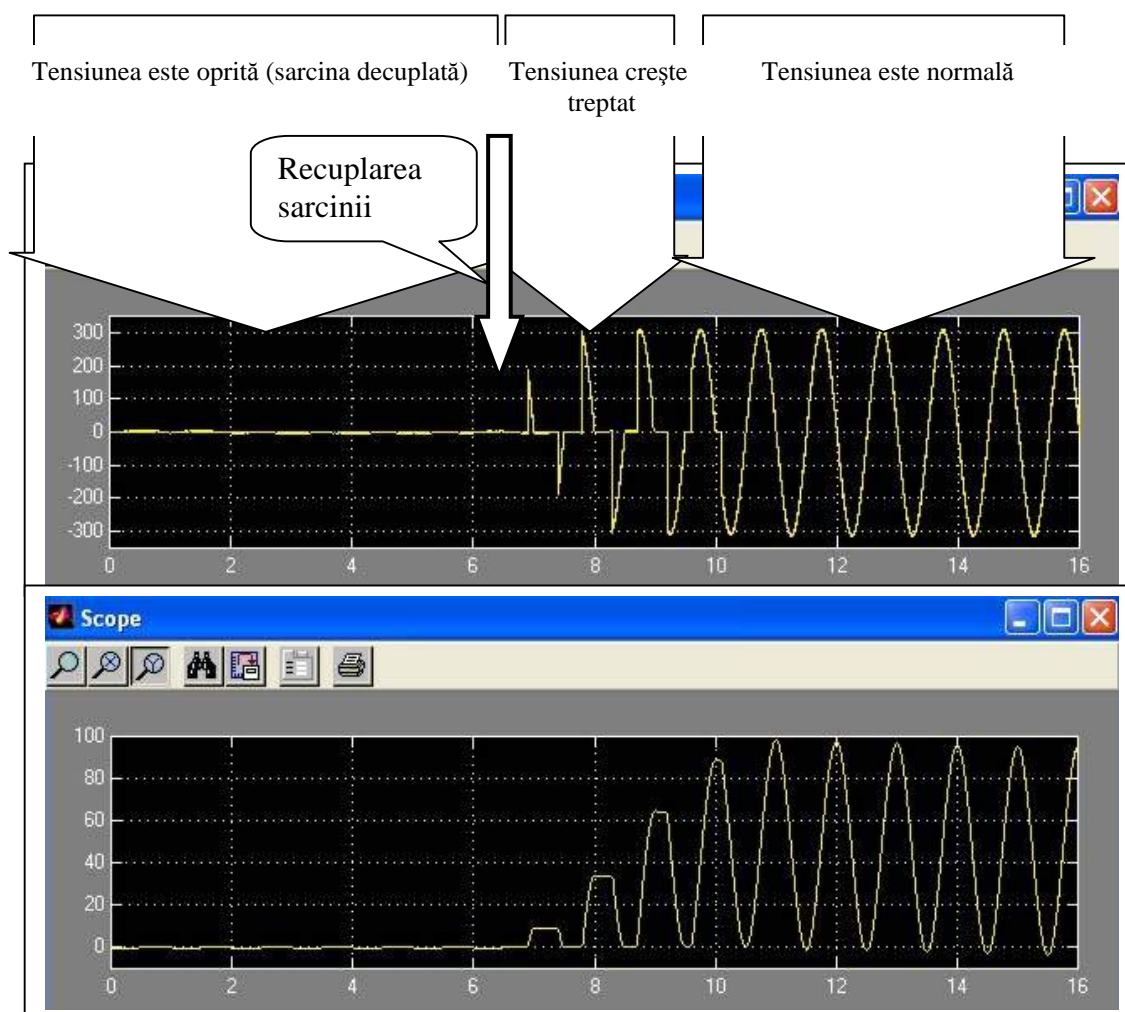 Tensiunea este oprită (sarcina decuplată)
Tensiunea creşte
treptat
Tensiunea este normală
Recuplarea
sarcinii
300
200
100
0
-100
-200
-300
0 2 4 6 8 10 12 14 16
Scope
100
80
60
40
20
0
0 2 4 6 8 10 12 14 16